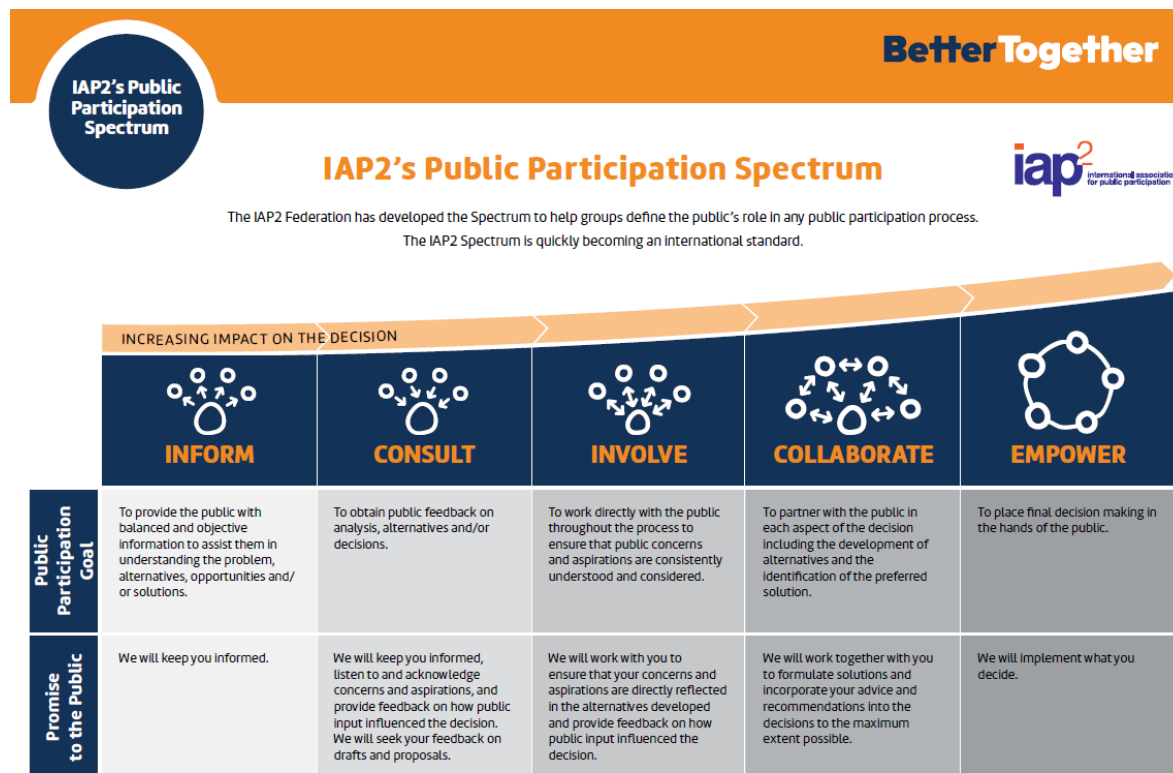 BetterTogether
IAP2's Public
Participation
Spectrum
IAP2's Public Participation Spectrum
iap2
international associatio
for public participation
The IAP2 Federation has developed the Spectrum to help groups define the public's role in any public participation process.
The IAP2 Spectrum is quickly becoming an international standard.
INCREASING IMPACT ON THE DECISION
INFORM
CONSULT
INVOLVE
COLLABORATE
EMPOWER
Public
Participation
Goal
To provide the public with
balanced and objective
information to assist them in
understanding the problem,
alternatives, opportunities and/
or solutions.
To obtain public feedback on
analysis, alternatives and/or
decisions.
To work directly with the public
throughout the process to
ensure that public concerns
and aspirations are consistently
understood and considered.
To partner with the public in
each aspect of the decision
including the development of
alternatives and the
identification of the preferred
solution.
To place final decision making in
the hands of the public.
Promise
to the Public
We will keep you informed.
We will keep you informed,
listen to and acknowledge
concerns and aspirations, and
provide feedback on how public
input influenced the decision.
We will seek your feedback on
drafts and proposals.
We will work with you to
ensure that your concerns and
aspirations are directly reflected
in the alternatives developed
and provide feedback on how
public input influenced the
decision.
We will work together with you
to formulate solutions and
incorporate your advice and
recommendations into the
decisions to the maximum
extent possible.
We will implement what you
decide.